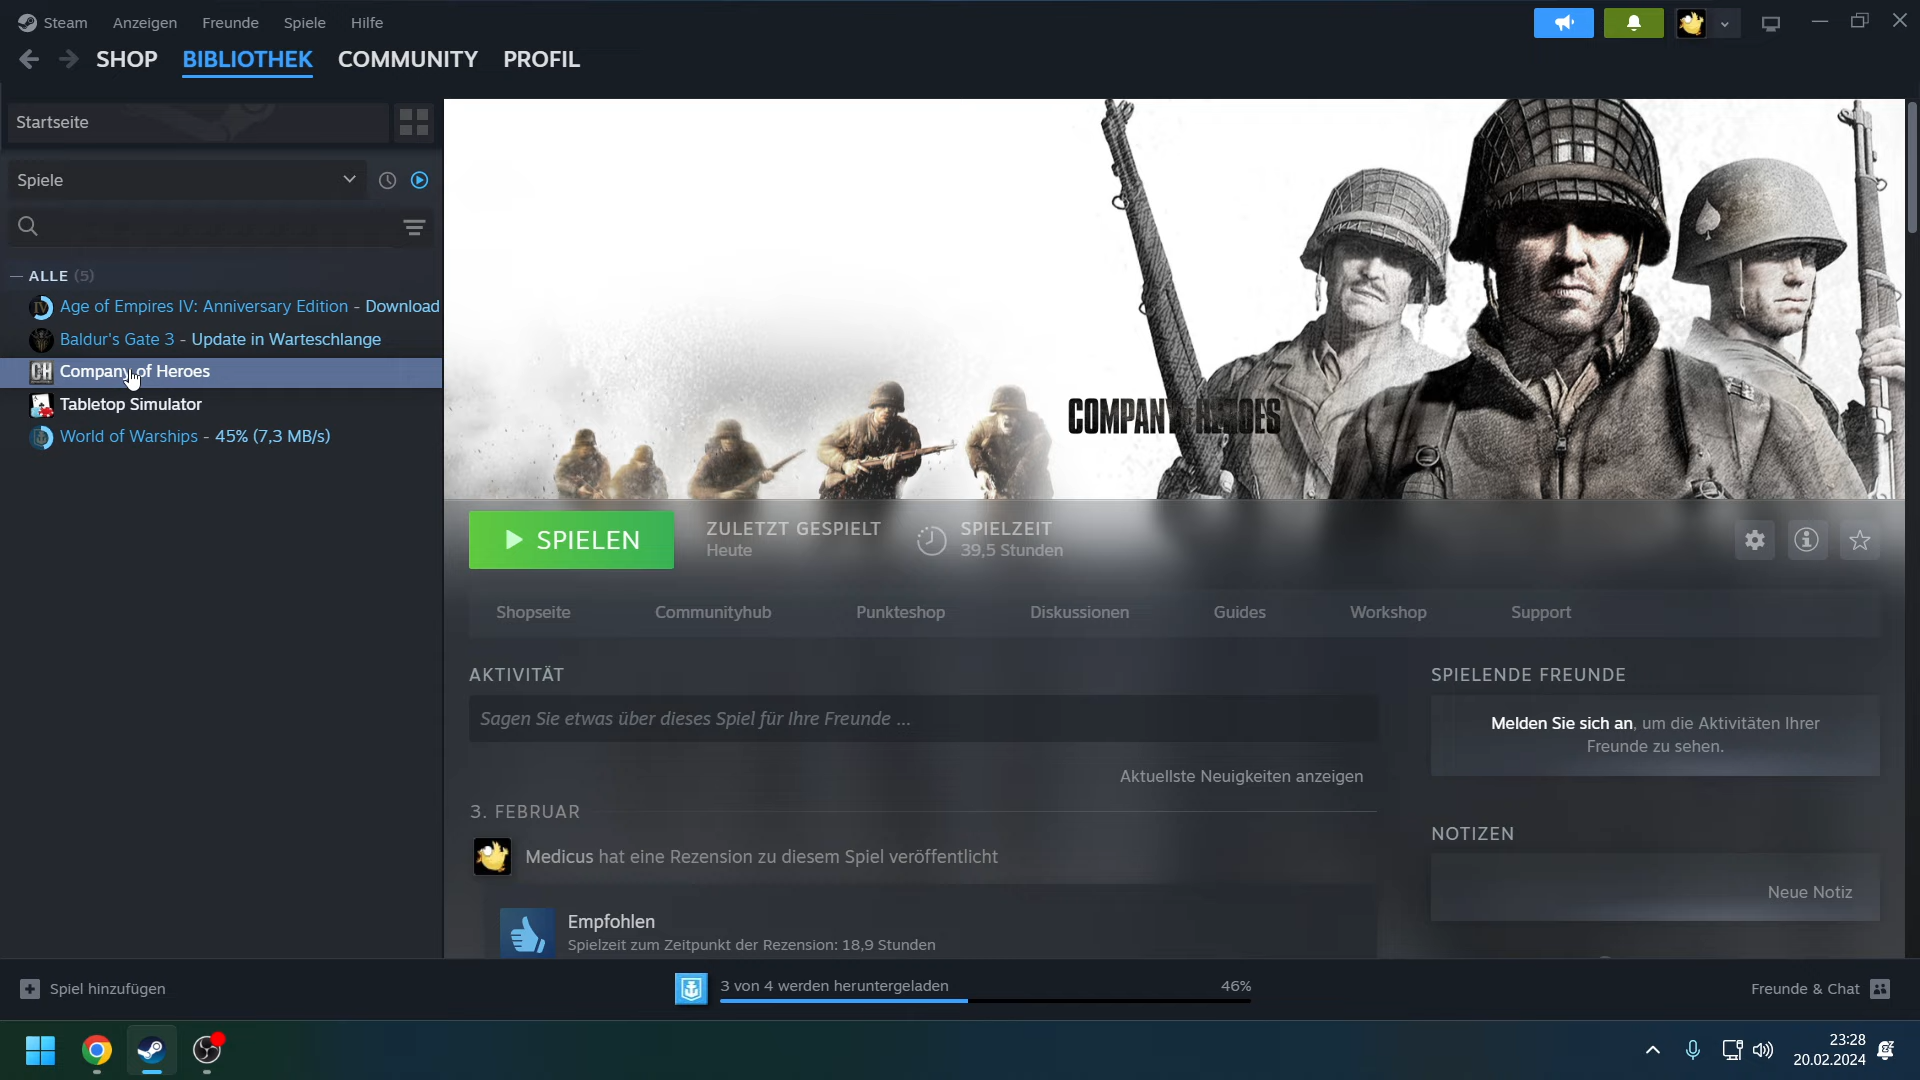 Steam Anzeigen Freunde Spiele Hilfe
SHOP BIBLIOTHEK COMMUNITY PROFIL
Startseite
Spiele
— ALLE (5)
Age of Empires IV: Anniversary Edition - Download
Baldur's Gate 3 - Update in Warteschlange
Company of Heroes
Tabletop Simulator
World of Warships - 45% (7,3 MB/s)
COMPANY OF HEROES
SPIELEN
ZULETZT GESPIELT
Heute
SPIELZEIT
39,5 Stunden
Shopseite Communityhub Punkteshop Diskussionen Guides Workshop Support
AKTIVITÄT
Sagen Sie etwas über dieses Spiel für Ihre Freunde ...
Aktuellste Neuigkeiten anzeigen
3. FEBRUAR
Medicus hat eine Rezension zu diesem Spiel veröffentlicht
Empfohlen
Spielzeit zum Zeitpunkt der Rezension: 18,9 Stunden
SPIELENDE FREUNDE
Melden Sie sich an, um die Aktivitäten Ihrer
Freunde zu sehen.
NOTIZEN
Neue Notiz
Spiel hinzufügen
3 von 4 werden heruntergeladen 46%
Freunde & Chat
23:28
20.02.2024